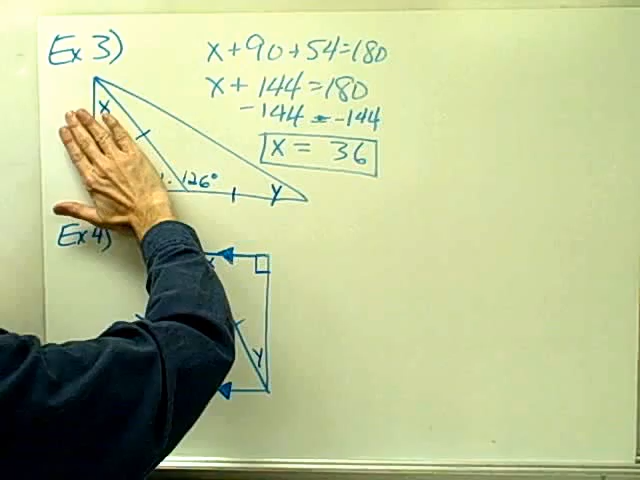 Ex 3)
x + 90 + 54 = 180
x + 144 = 180
-144 = -144
x = 36
x
126°
y
Ex 4)
x
y